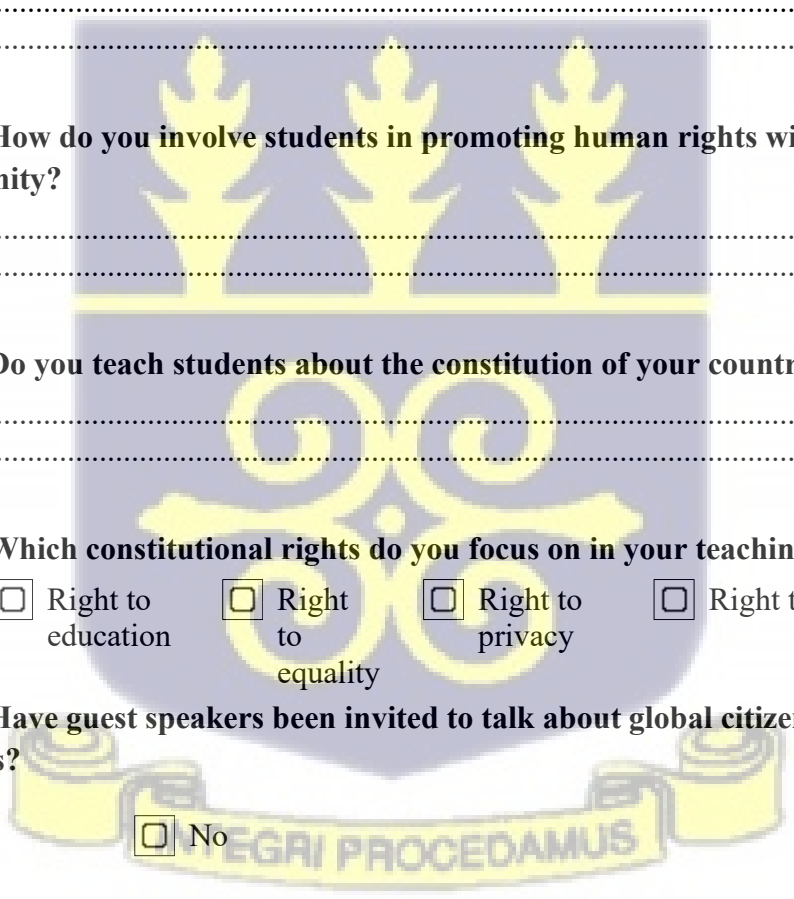 How do you involve students in promoting human rights wi
nity?
Do you teach students about the constitution of your countr
Which constitutional rights do you focus on in your teachin
Right to education
Right to equality
Right to privacy
Right t
Have guest speakers been invited to talk about global citize
s?
No
INTEGRI PROCEDAMUS